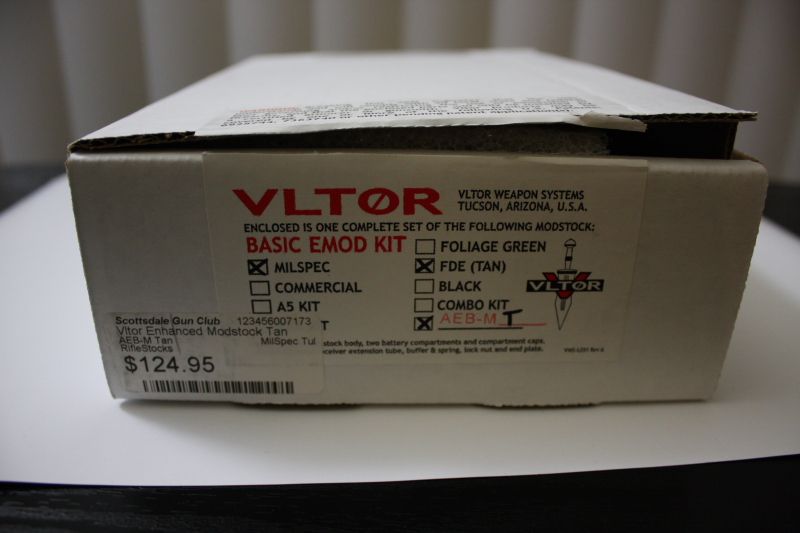 WARNING:
VLTOR
VLTOR WEAPON SYSTEMS
TUCSON, ARIZONA, U.S.A.
ENCLOSED IS ONE COMPLETE SET OF THE FOLLOWING MODSTOCK:
BASIC EMOD KIT
FOLIAGE GREEN
MILSPEC
FDE (TAN)
COMMERCIAL
BLACK
A5 KIT
COMBO KIT
T
AEB-M T
VLTOR
stock body, two battery compartments and compartment caps.
eceiver extension tube, buffer & spring, lock nut and end plate.
Scottsdale Gun Club 123456007173
Vltor Enhanced Modstock Tan
AEB-M Tan MilSpec Tul
RifleStocks
$124.95